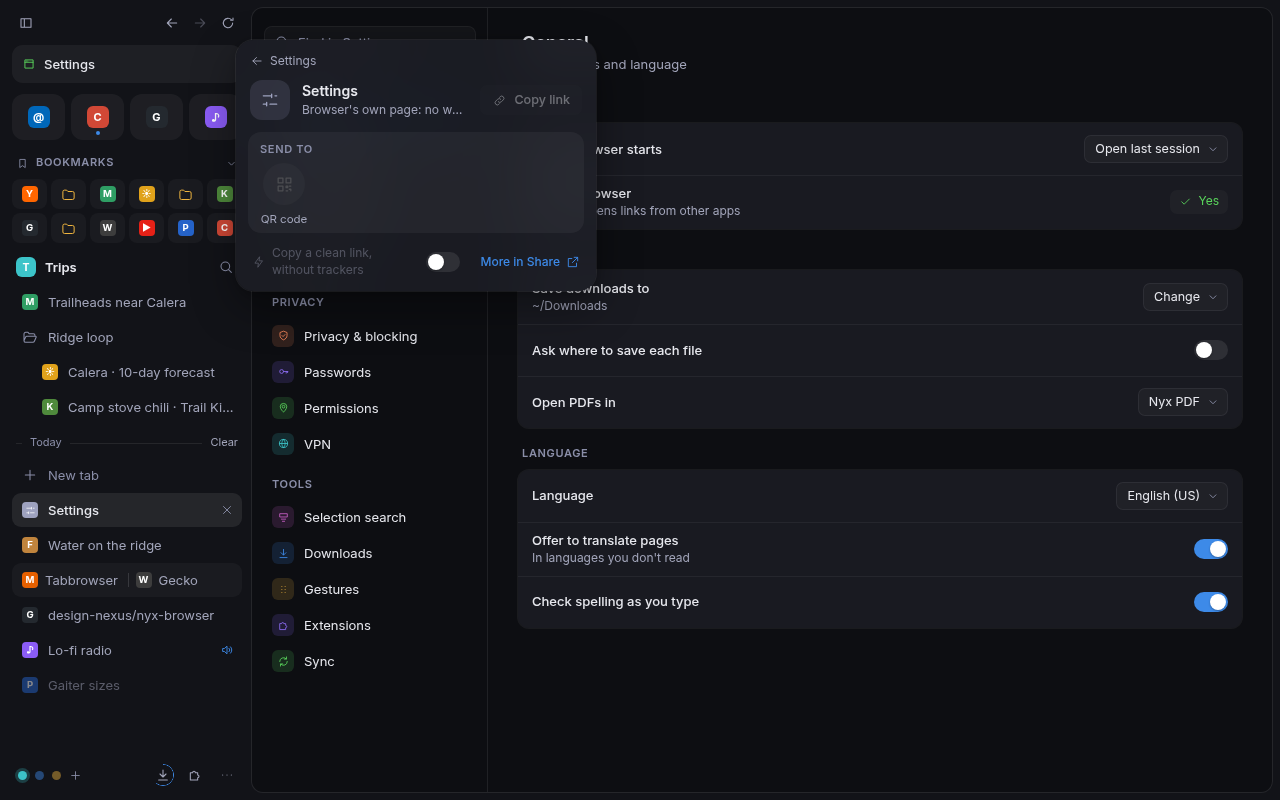 Settings
BOOKMARKS
Trips
Trailheads near Calera
Ridge loop
Calera · 10-day forecast
Camp stove chili · Trail Ki...
Today
Clear
New tab
Settings
Water on the ridge
Tabbrowser
Gecko
design-nexus/nyx-browser
Lo-fi radio
Gaiter sizes
Settings
Settings
Browser's own page: no w...
Copy link
SEND TO
QR code
Copy a clean link,
without trackers
More in Share
PRIVACY
Privacy & blocking
Passwords
Permissions
VPN
TOOLS
Selection search
Downloads
Gestures
Extensions
Sync
General
s and language
wser starts
Open last session
owser
ens links from other apps
Yes
Save downloads to
~/Downloads
Change
Ask where to save each file
Open PDFs in
Nyx PDF
LANGUAGE
Language
English (US)
Offer to translate pages
In languages you don't read
Check spelling as you type